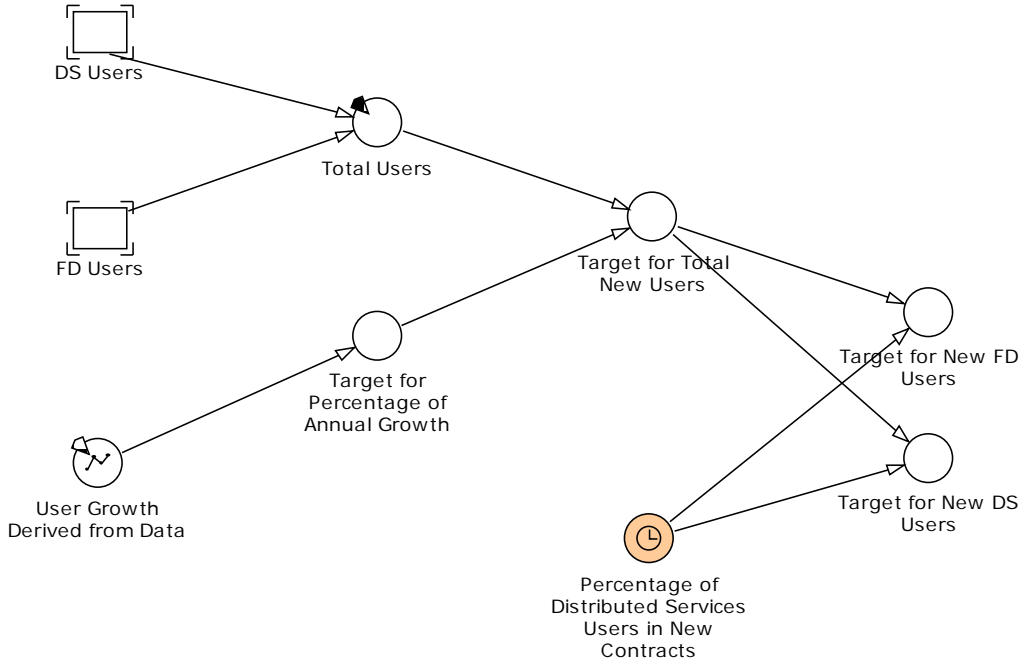 DS Users
Total Users
FD Users
Target for Total
New Users
Target for New FD
Users
Target for
Percentage of
Annual Growth
User Growth
Derived from Data
Target for New DS
Users
Percentage of
Distributed Services
Users in New
Contracts